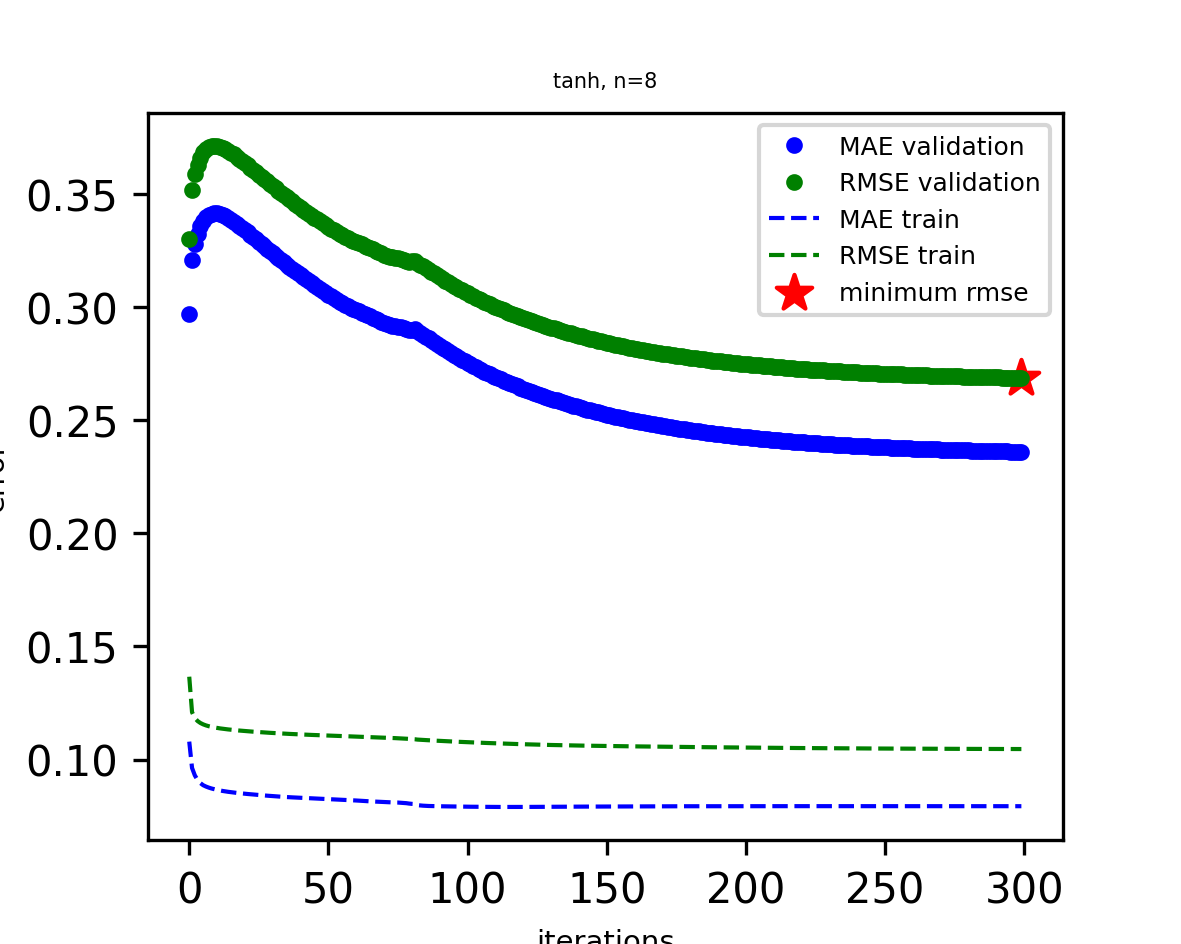 tanh, n=8
MAE validation
RMSE validation
MAE train
RMSE train
minimum rmse
0.35
0.30
0.25
0.20
0.15
0.10
0 50 100 150 200 250 300
iterations